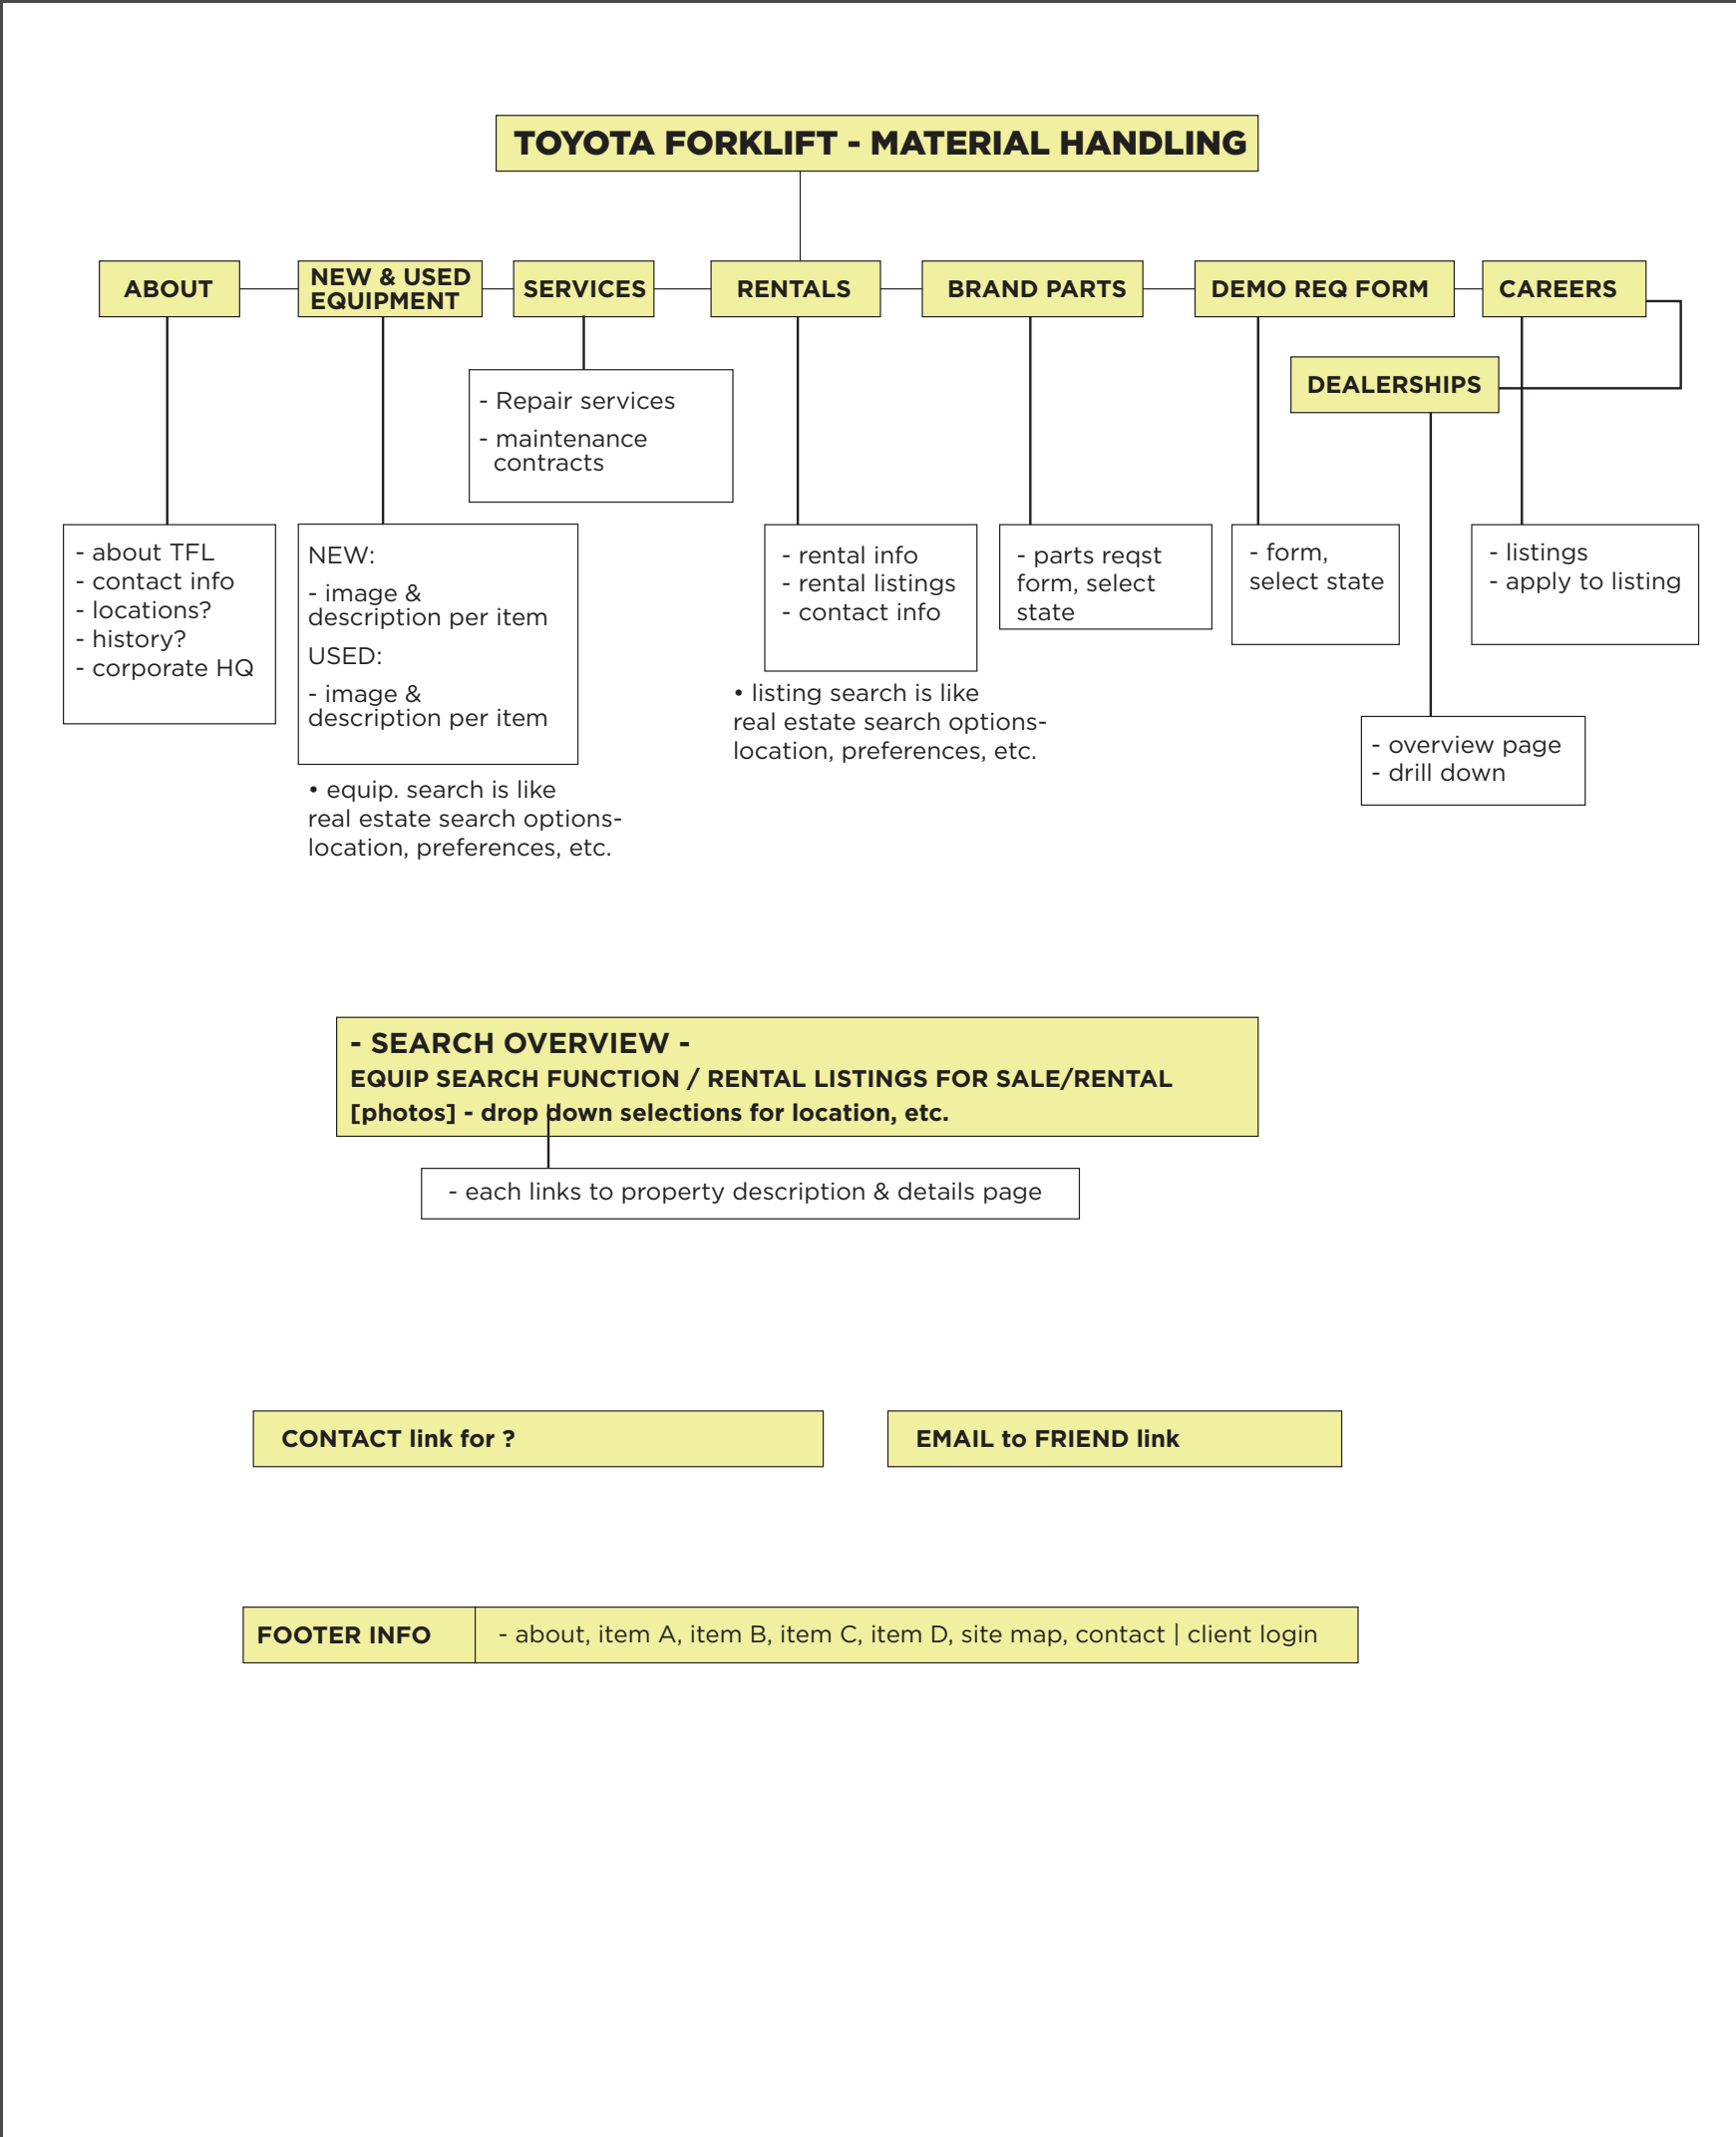 TOYOTA FORKLIFT - MATERIAL HANDLING
ABOUT
NEW & USED
EQUIPMENT
SERVICES
RENTALS
BRAND PARTS
DEMO REQ FORM
CAREERS
DEALERSHIPS
- Repair services
- maintenance
contracts
- about TFL
- contact info
- locations?
- history?
- corporate HQ
NEW:
- image &
description per item
USED:
- image &
description per item
• equip. search is like
real estate search options-
location, preferences, etc.
- rental info
- rental listings
- contact info
• listing search is like
real estate search options-
location, preferences, etc.
- parts reqst
form, select
state
- form,
select state
- listings
- apply to listing
- overview page
- drill down
- SEARCH OVERVIEW -
EQUIP SEARCH FUNCTION / RENTAL LISTINGS FOR SALE/RENTAL
[photos] - drop down selections for location, etc.
- each links to property description & details page
CONTACT link for ?
EMAIL to FRIEND link
FOOTER INFO
- about, item A, item B, item C, item D, site map, contact | client login